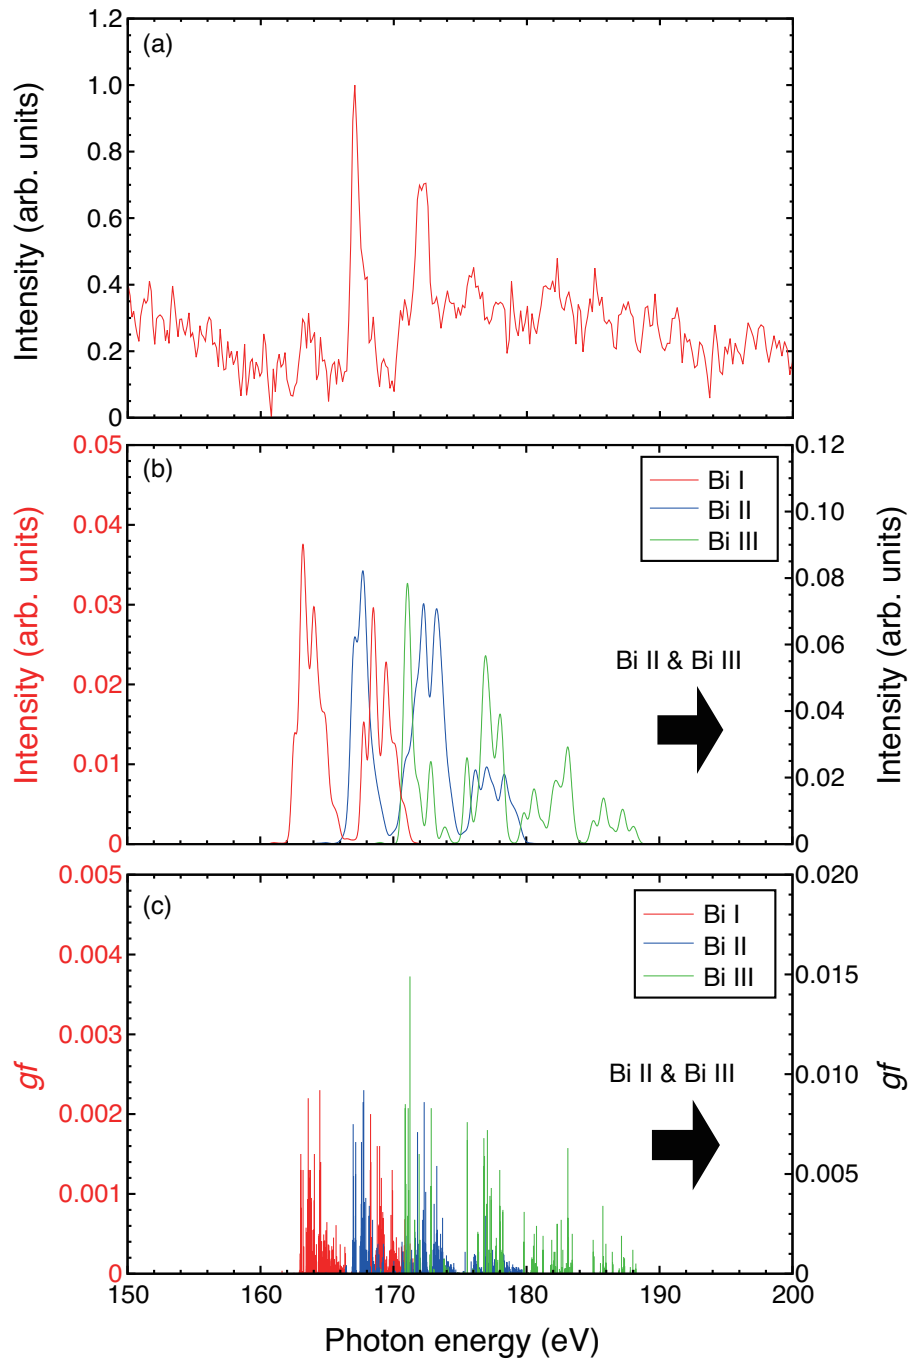 (a)
Intensity (arb. units)
1.2
1.0
0.8
0.6
0.4
0.2
0
(b)
Intensity (arb. units)
0.05
0.04
0.03
0.02
0.01
0
Bi I
Bi II
Bi III
Bi II & Bi III
0.12
0.10
0.08
0.06
0.04
0.02
0
Intensity (arb. units)
(c)
gf
0.005
0.004
0.003
0.002
0.001
0
Bi I
Bi II
Bi III
Bi II & Bi III
0.020
0.015
0.010
0.005
0
gf
150 160 170 180 190 200
Photon energy (eV)